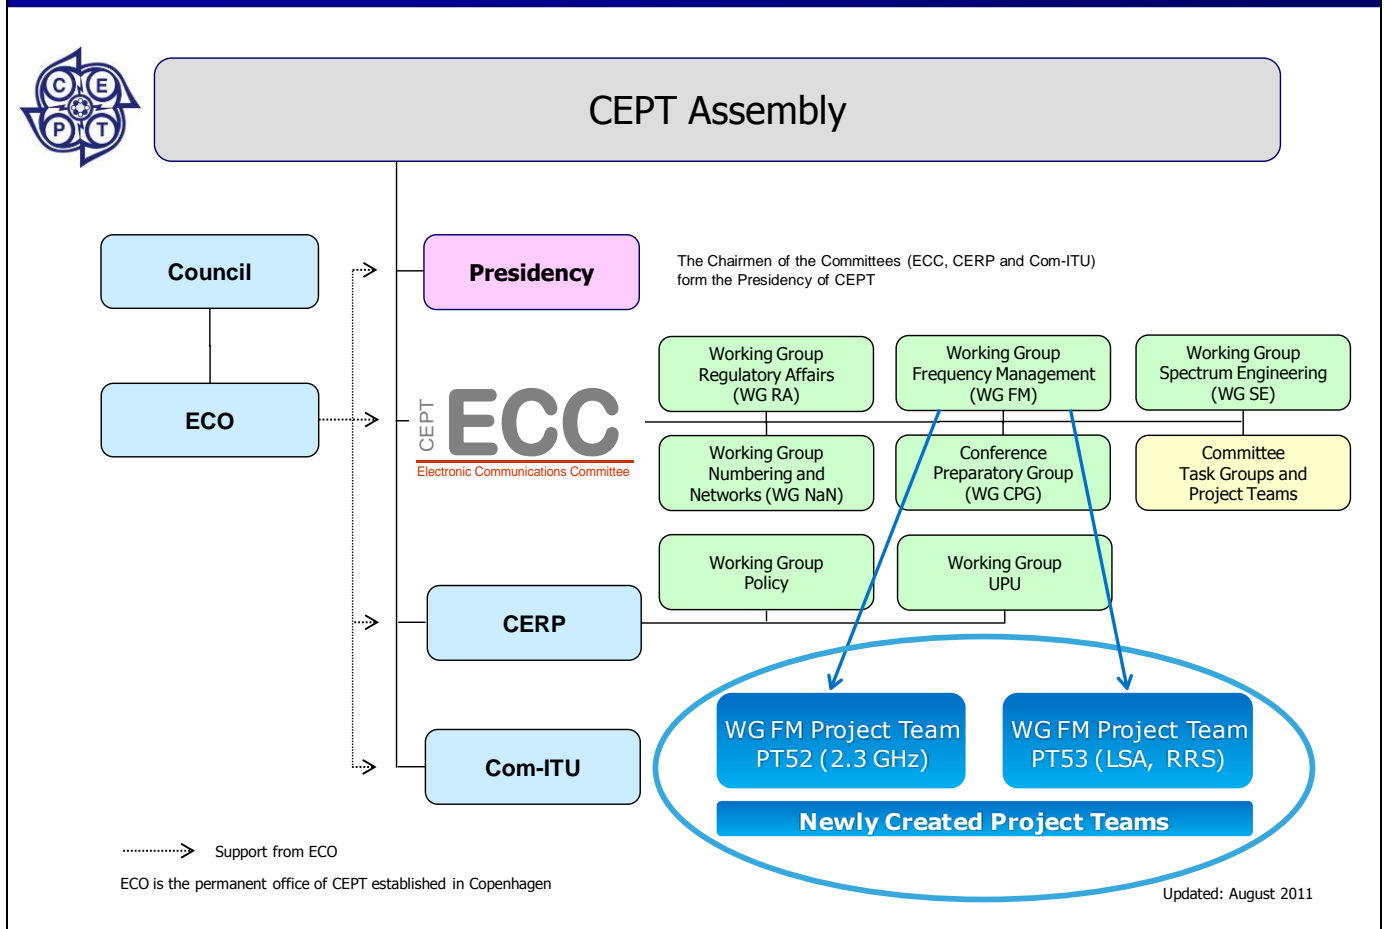 C E
P T
CEPT Assembly
Council
Presidency
The Chairmen of the Committees (ECC, CERP and Com-ITU)
form the Presidency of CEPT
Working Group
Regulatory Affairs
(WG RA)
Working Group
Frequency Management
(WG FM)
Working Group
Spectrum Engineering
(WG SE)
ECO
CEPT
ECC
Electronic Communications Committee
Working Group
Numbering and
Networks (WG NaN)
Conference
Preparatory Group
(WG CPG)
Committee
Task Groups and
Project Teams
Working Group
Policy
Working Group
UPU
CERP
Com-ITU
WG FM Project Team
PT52 (2.3 GHz)
WG FM Project Team
PT53 (LSA, RRS)
Newly Created Project Teams
Support from ECO
ECO is the permanent office of CEPT established in Copenhagen
Updated: August 2011